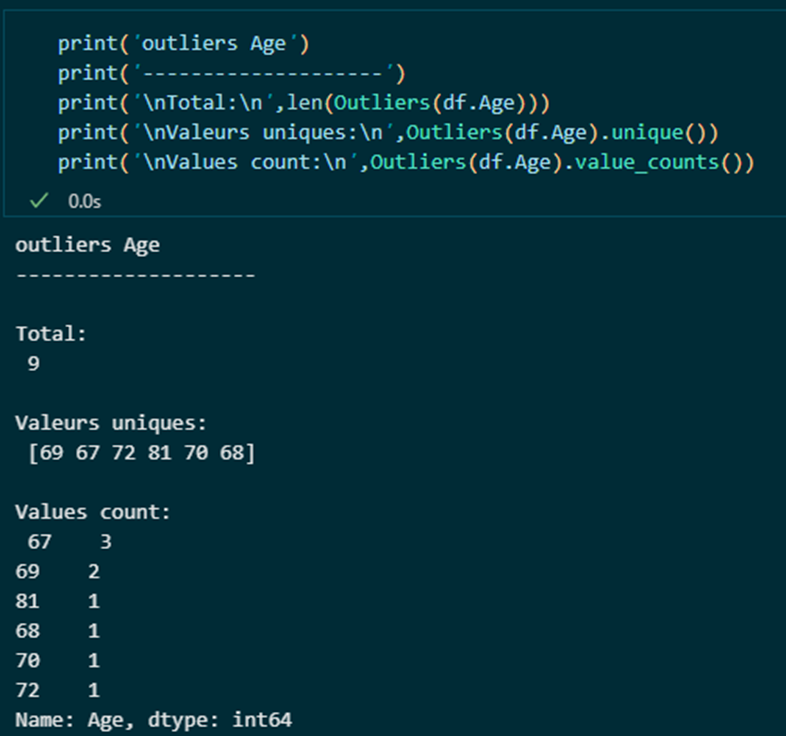 print('outliers Age')
print('--------------------')
print('\nTotal:\n',len(Outliers(df.Age)))
print('\nValeurs uniques:\n',Outliers(df.Age).unique())
print('\nValues count:\n',Outliers(df.Age).value_counts())
✓ 0.0s
outliers Age
--------------------
Total:
9
Valeurs uniques:
[69 67 72 81 70 68]
Values count:
67 3
69 2
81 1
68 1
70 1
72 1
Name: Age, dtype: int64